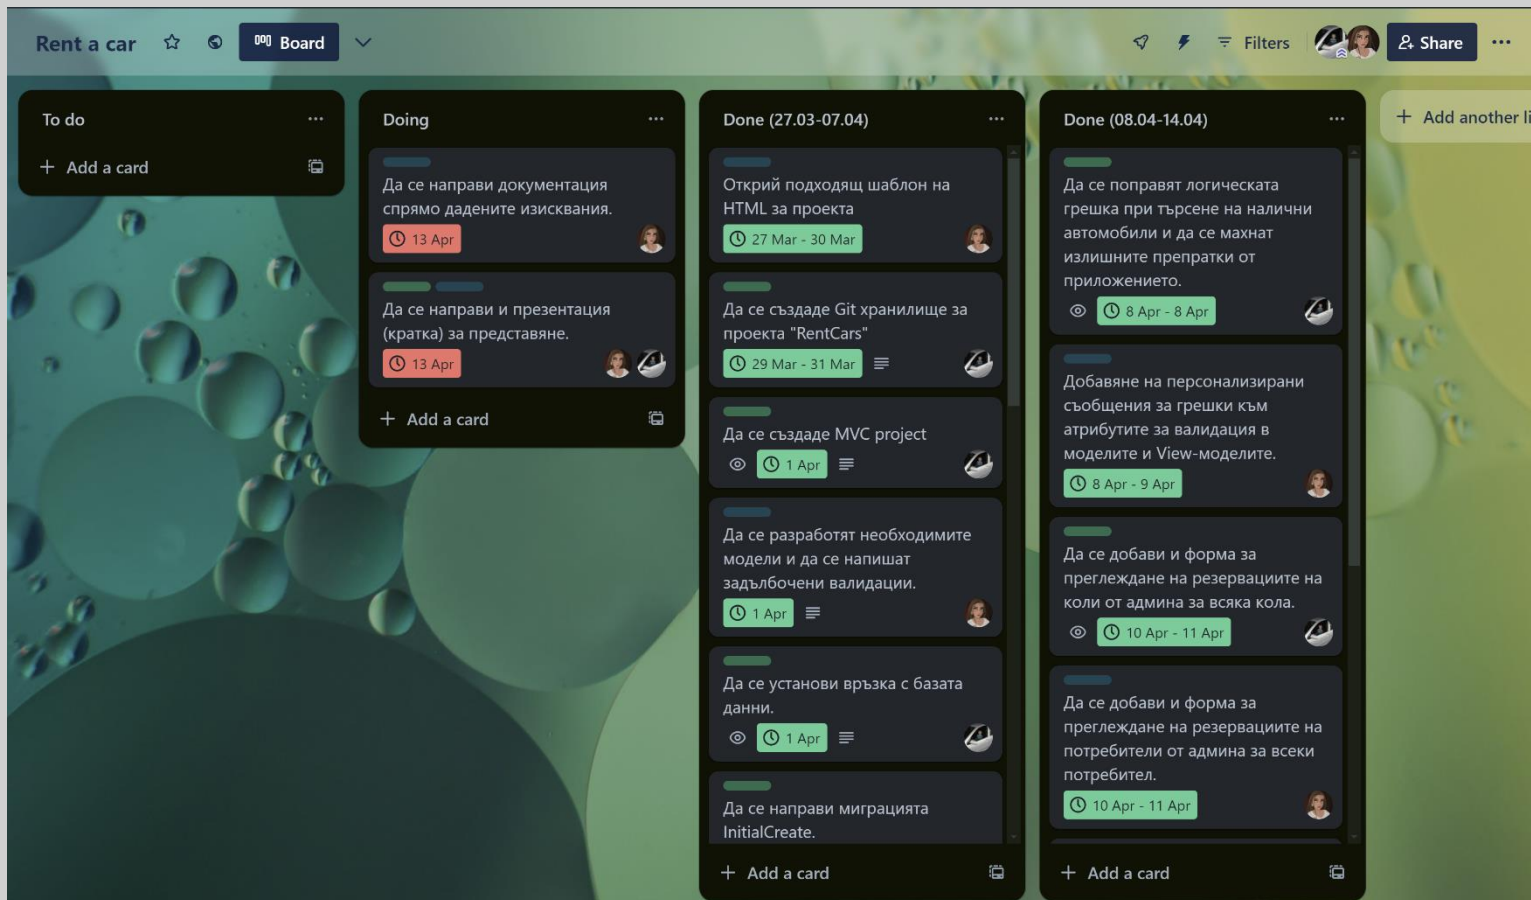 Rent a car
Board
Filters
Share
To do
Add a card
Doing
Да се направи документация
спрямо дадените изисквания.
13 Apr
Да се направи и презентация
(кратка) за представяне.
13 Apr
Add a card
Done (27.03-07.04)
Открий подходящ шаблон на
HTML за проекта
27 Mar - 30 Mar
Да се създаде Git хранилище за
проекта "RentCars"
29 Mar - 31 Mar
Да се създаде MVC project
1 Apr
Да се разработят необходимите
модели и да се напишат
задълбочени валидации.
1 Apr
Да се установи връзка с базата
данни.
1 Apr
Да се направи миграцията
InitialCreate.
Add a card
Done (08.04-14.04)
Да се поправят логическата
грешка при търсене на налични
автомобили и да се махнат
излишните препратки от
приложението.
8 Apr - 8 Apr
Добавяне на персонализирани
съобщения за грешки към
атрибутите за валидация в
моделите и View-моделите.
8 Apr - 9 Apr
Да се добави и форма за
преглеждане на резервациите на
коли от админа за всяка кола.
10 Apr - 11 Apr
Да се добави и форма за
преглеждане на резервациите на
потребители от админа за всеки
потребител.
10 Apr - 11 Apr
Add a card
Add another li